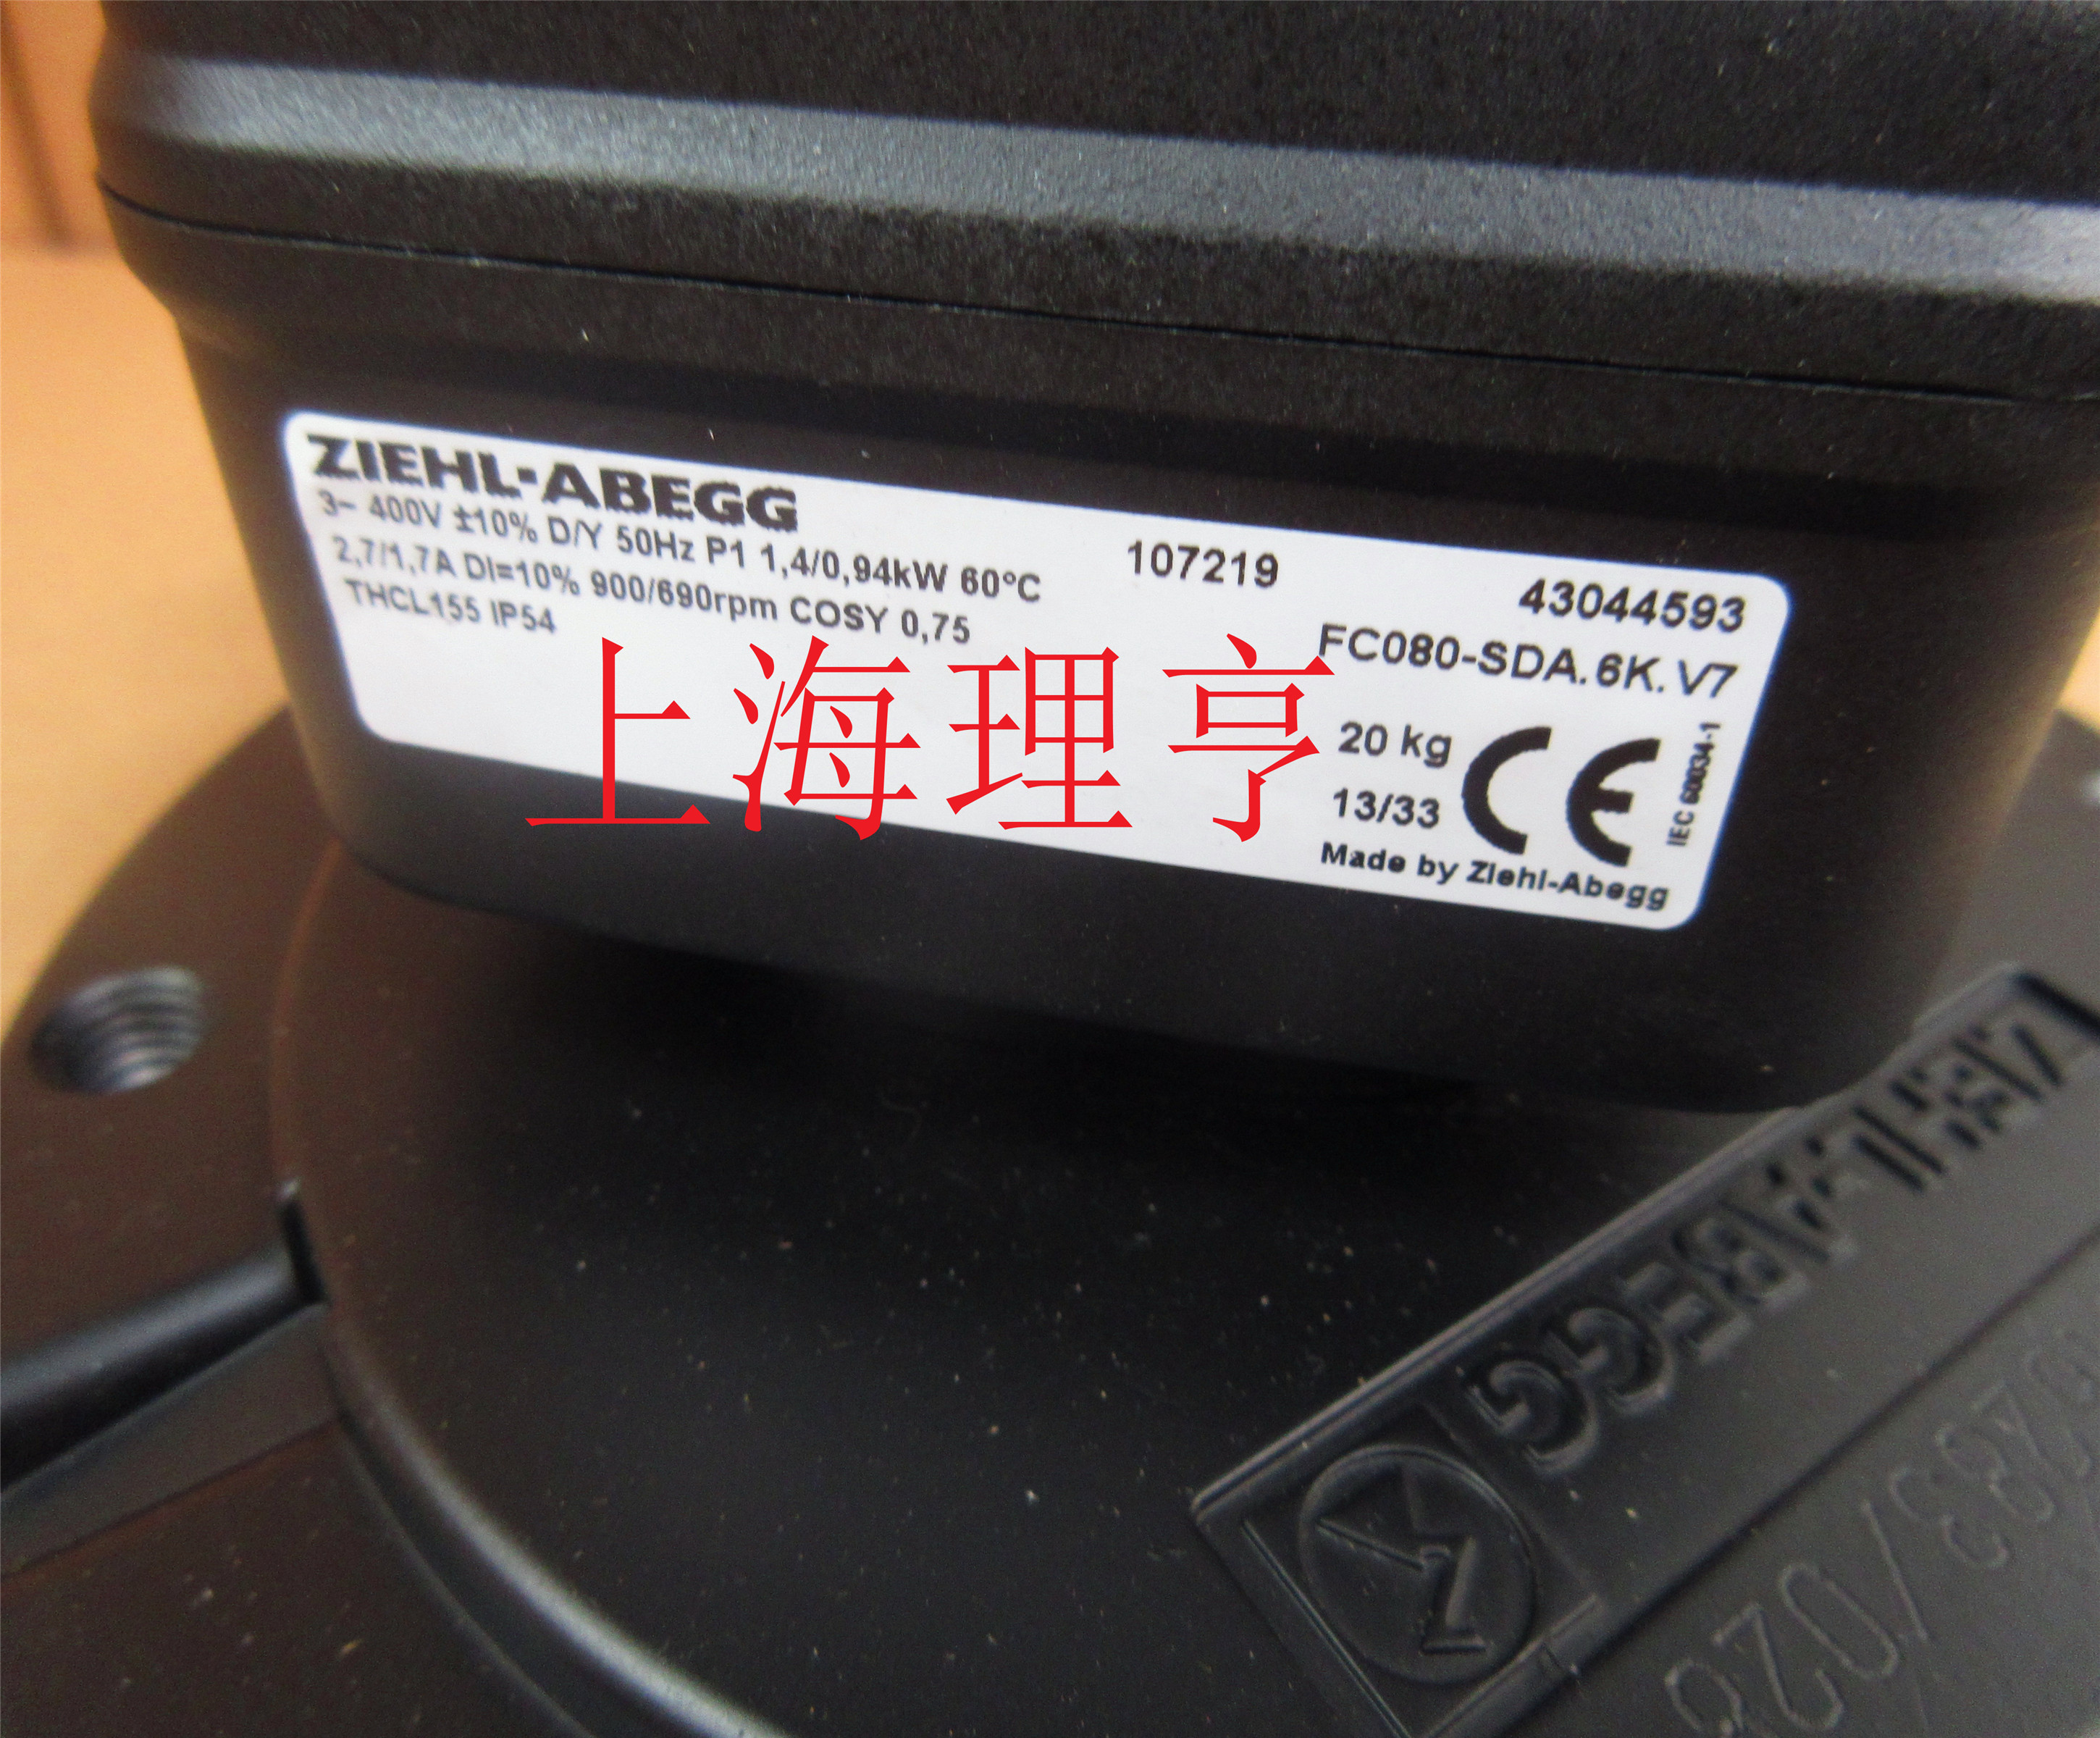 ZIEHL-ABEGG
3~ 400V ±10% D/Y 50Hz P1 1,4/0,94kW 60°C
2,7/1,7A DI=10% 900/690rpm COSY 0,75
THCL155 IP54
107219
43044593
FC080-SDA.6K.V7
20 kg
13/33
CE
IEC 60034-1
Made by Ziehl-Abegg
上海理亨
ZIEHL-ABEGG